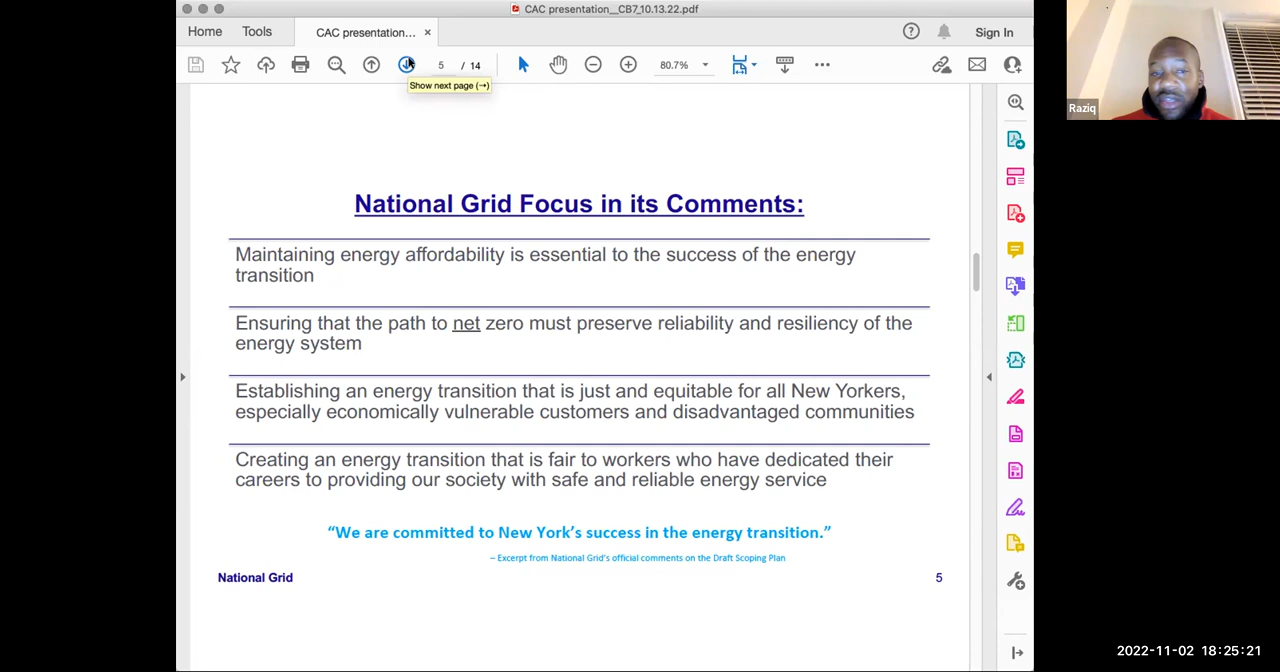 CAC presentation__CB7_10.13.22.pdf
Home Tools CAC presentation... × Sign In
5 / 14 80.7%
Show next page (→)
Raziq
National Grid Focus in its Comments:
Maintaining energy affordability is essential to the success of the energy
transition
Ensuring that the path to net zero must preserve reliability and resiliency of the
energy system
Establishing an energy transition that is just and equitable for all New Yorkers,
especially economically vulnerable customers and disadvantaged communities
Creating an energy transition that is fair to workers who have dedicated their
careers to providing our society with safe and reliable energy service
“We are committed to New York’s success in the energy transition.”
– Excerpt from National Grid's official comments on the Draft Scoping Plan
National Grid 5
2022-11-02 18:25:21